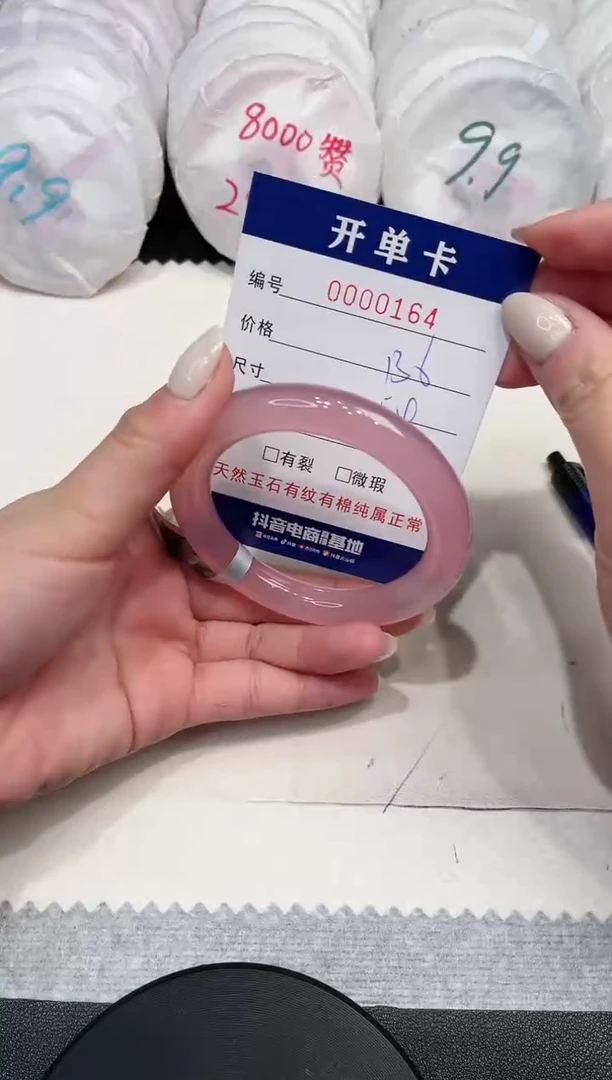 9.9
8000赞
2
9.9
开单卡
编号 0000164
价格 136
尺寸
□有裂 □微瑕
天然玉石有纹有棉纯属正常
抖音电商 基地